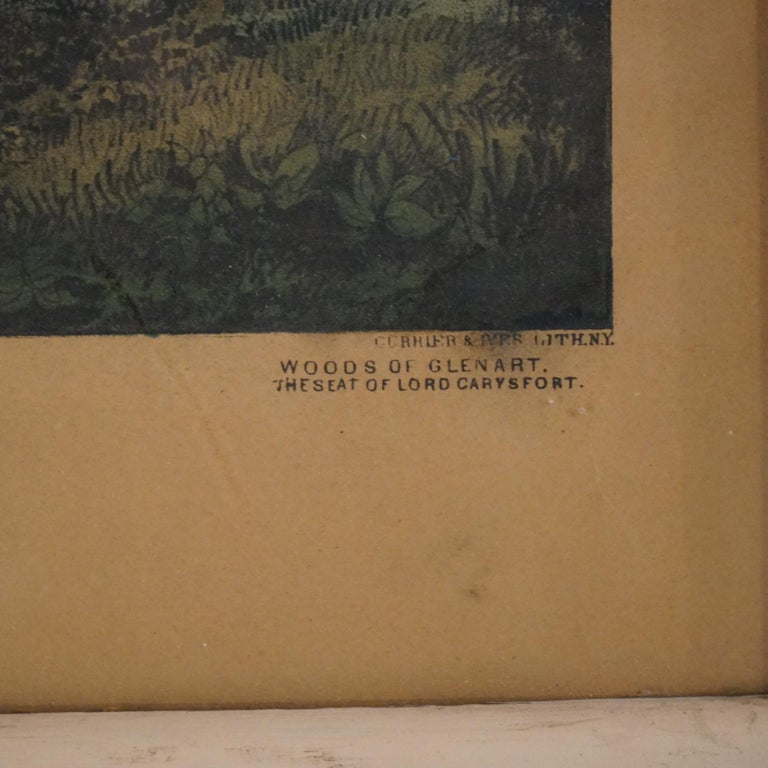 CURRIER & IVES LITH. N.Y.
WOODS OF GLENART,
THE SEAT OF LORD CARYSFORT.